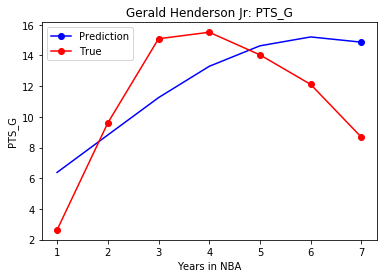 Gerald Henderson Jr: PTS_G
Prediction
True
PTS_G
16
14
12
10
8
6
4
2
1 2 3 4 5 6 7
Years in NBA